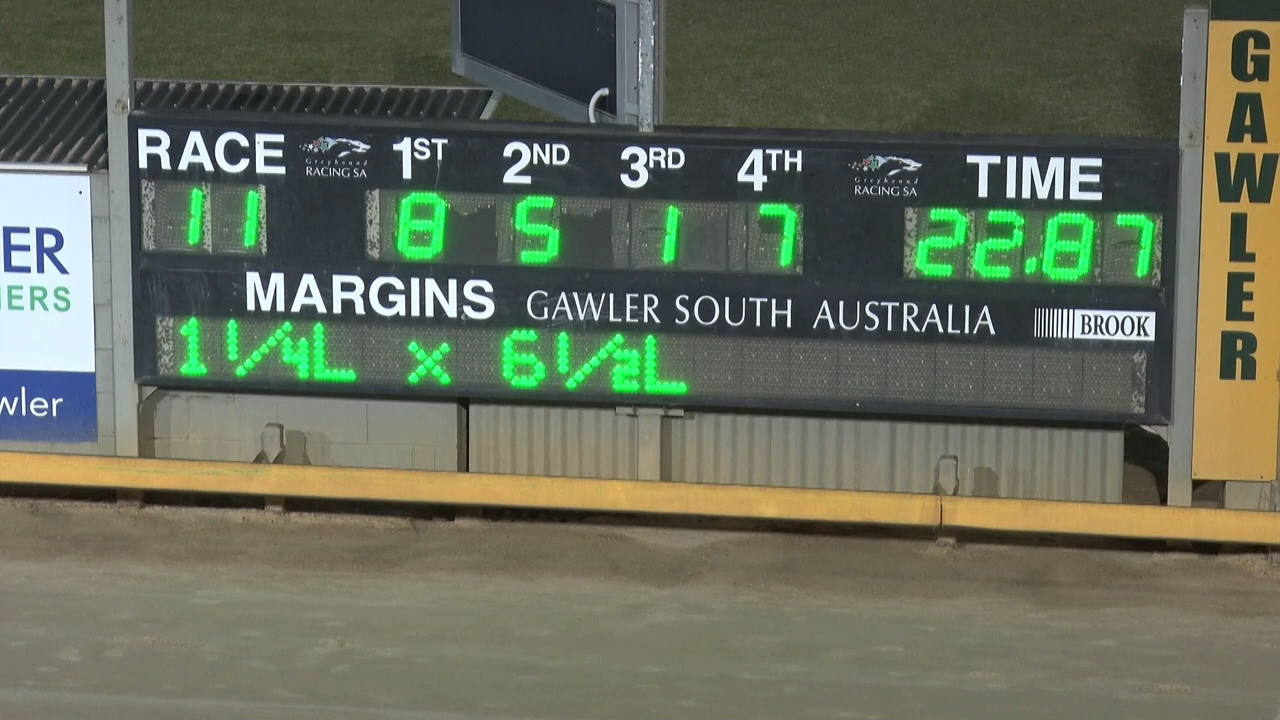 RACE
Greyhound
RACING SA
1ST 2ND 3RD 4TH
Greyhound
RACING SA
TIME
11 8 5 1 7 22.87
MARGINS GAWLER SOUTH AUSTRALIA BROOK
1 1/4L x 6 1/2L
GAWLER
ER
ERS
wler